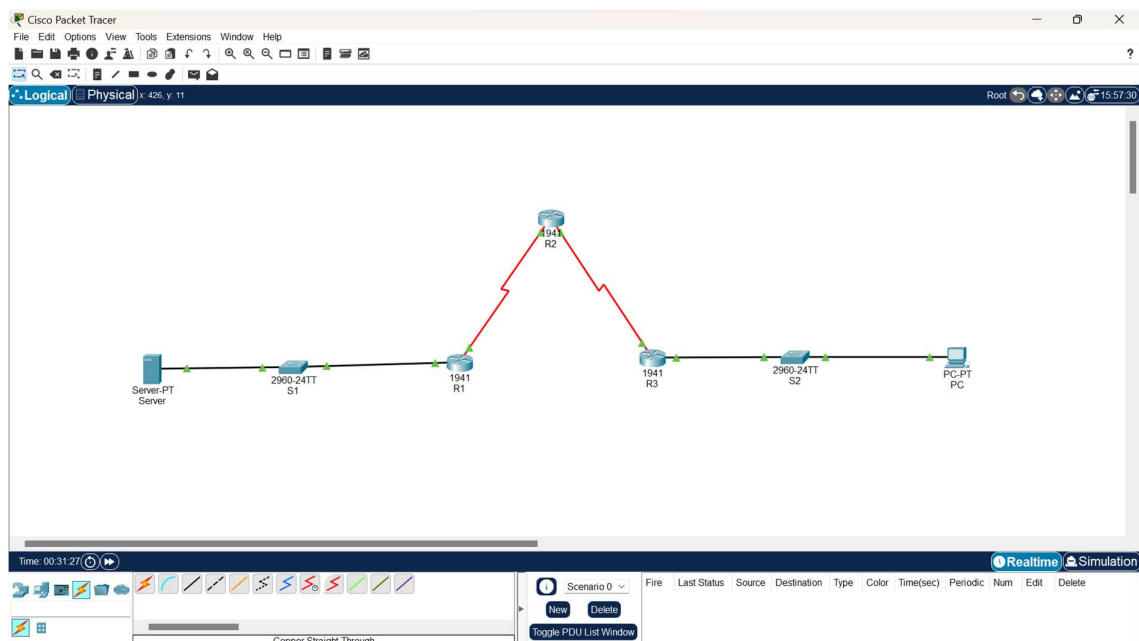 Cisco Packet Tracer
File Edit Options View Tools Extensions Window Help
?
Logical Physical x: 426, y: 11 Root 15:57:30
1941
R2
Server-PT
Server
2960-24TT
S1
1941
R1
1941
R3
2960-24TT
S2
PC-PT
PC
Time: 00:31:27 Realtime Simulation
Scenario 0 Fire Last Status Source Destination Type Color Time(sec) Periodic Num Edit Delete
New Delete
Toggle PDU List Window
Copper Straight-Through